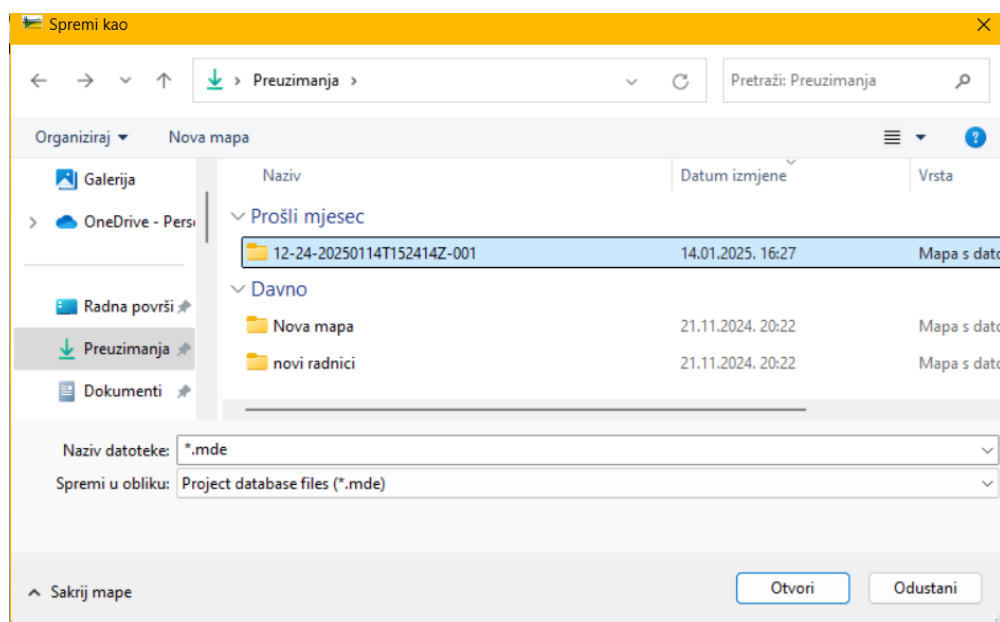 Spremi kao
Preuzimanja
Pretraži: Preuzimanja
Organiziraj Nova mapa
Galerija
OneDrive - Pers
Radna površi
Preuzimanja
Dokumenti
Naziv Datum izmjene Vrsta
Prošli mjesec
12-24-20250114T152414Z-001 14.01.2025. 16:27 Mapa s dato
Davno
Nova mapa 21.11.2024. 20:22 Mapa s dato
novi radnici 21.11.2024. 20:22 Mapa s dato
Naziv datoteke: *.mde
Spremi u obliku: Project database files (*.mde)
Sakrij mape Otvori Odustani